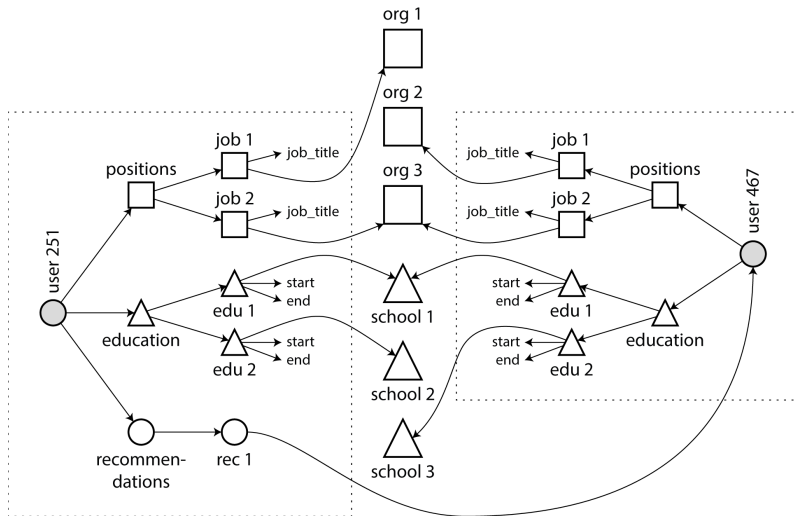 org 1
org 2
org 3
school 1
school 2
school 3
user 251
positions
job 1
job_title
job 2
job_title
education
edu 1
start
end
edu 2
start
end
recommen-
dations
rec 1
user 467
positions
job 1
job_title
job 2
job_title
education
edu 1
start
end
edu 2
start
end